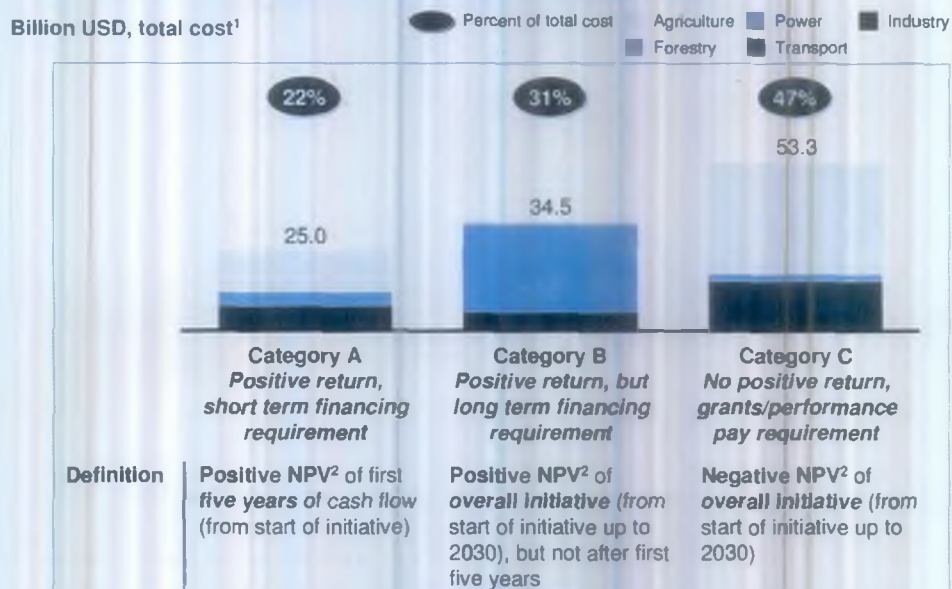 Billion USD, total cost¹
Percent of total cost
Agriculture
Power
Industry
Forestry
Transport
22%
31%
47%
25.0
34.5
53.3
Category A
Positive return,
short term financing
requirement
Category B
Positive return, but
long term financing
requirement
Category C
No positive return,
grants/performance
pay requirement
Definition
Positive NPV² of first
five years of cash flow
(from start of initiative)
Positive NPV² of
overall initiative (from
start of initiative up to
2030), but not after first
five years
Negative NPV² of
overall initiative (from
start of initiative up to
2030)